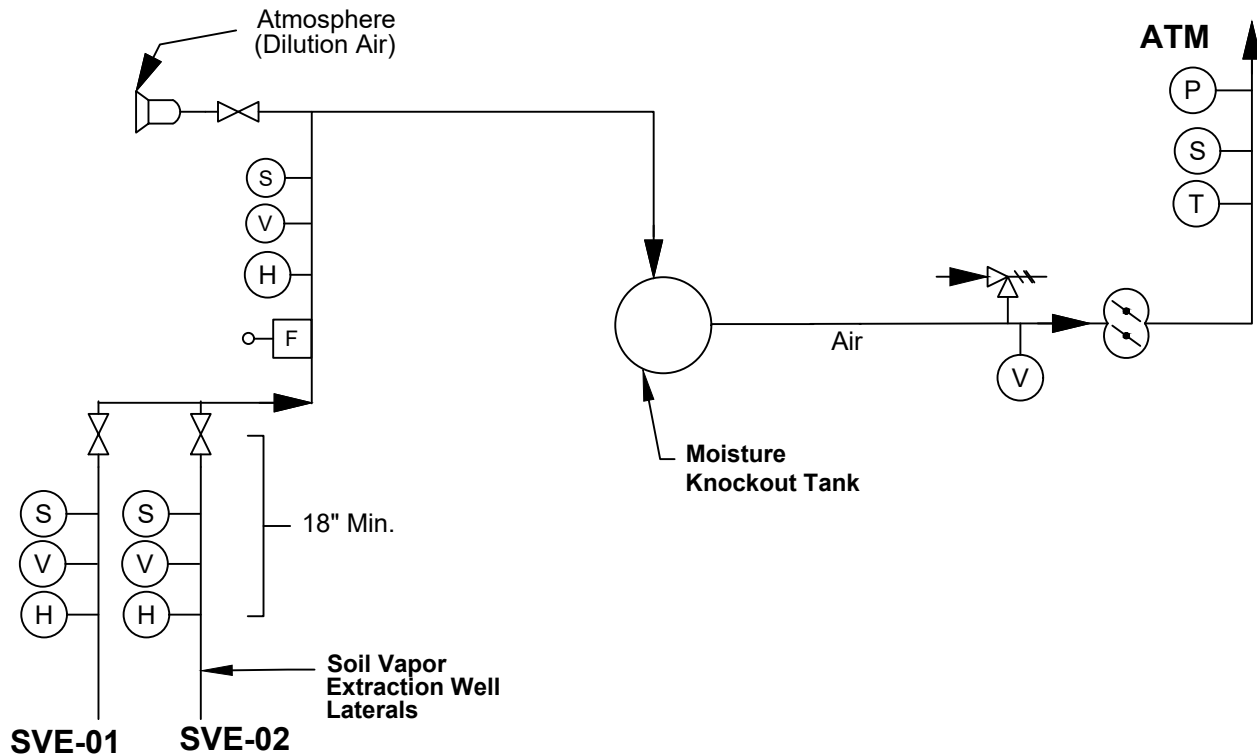 Atmosphere
(Dilution Air)
ATM
P
S
T
S
V
H
F
Air
V
Moisture
Knockout Tank
S
S
V
V
H
H
18" Min.
Soil Vapor
Extraction Well
Laterals
SVE-01
SVE-02